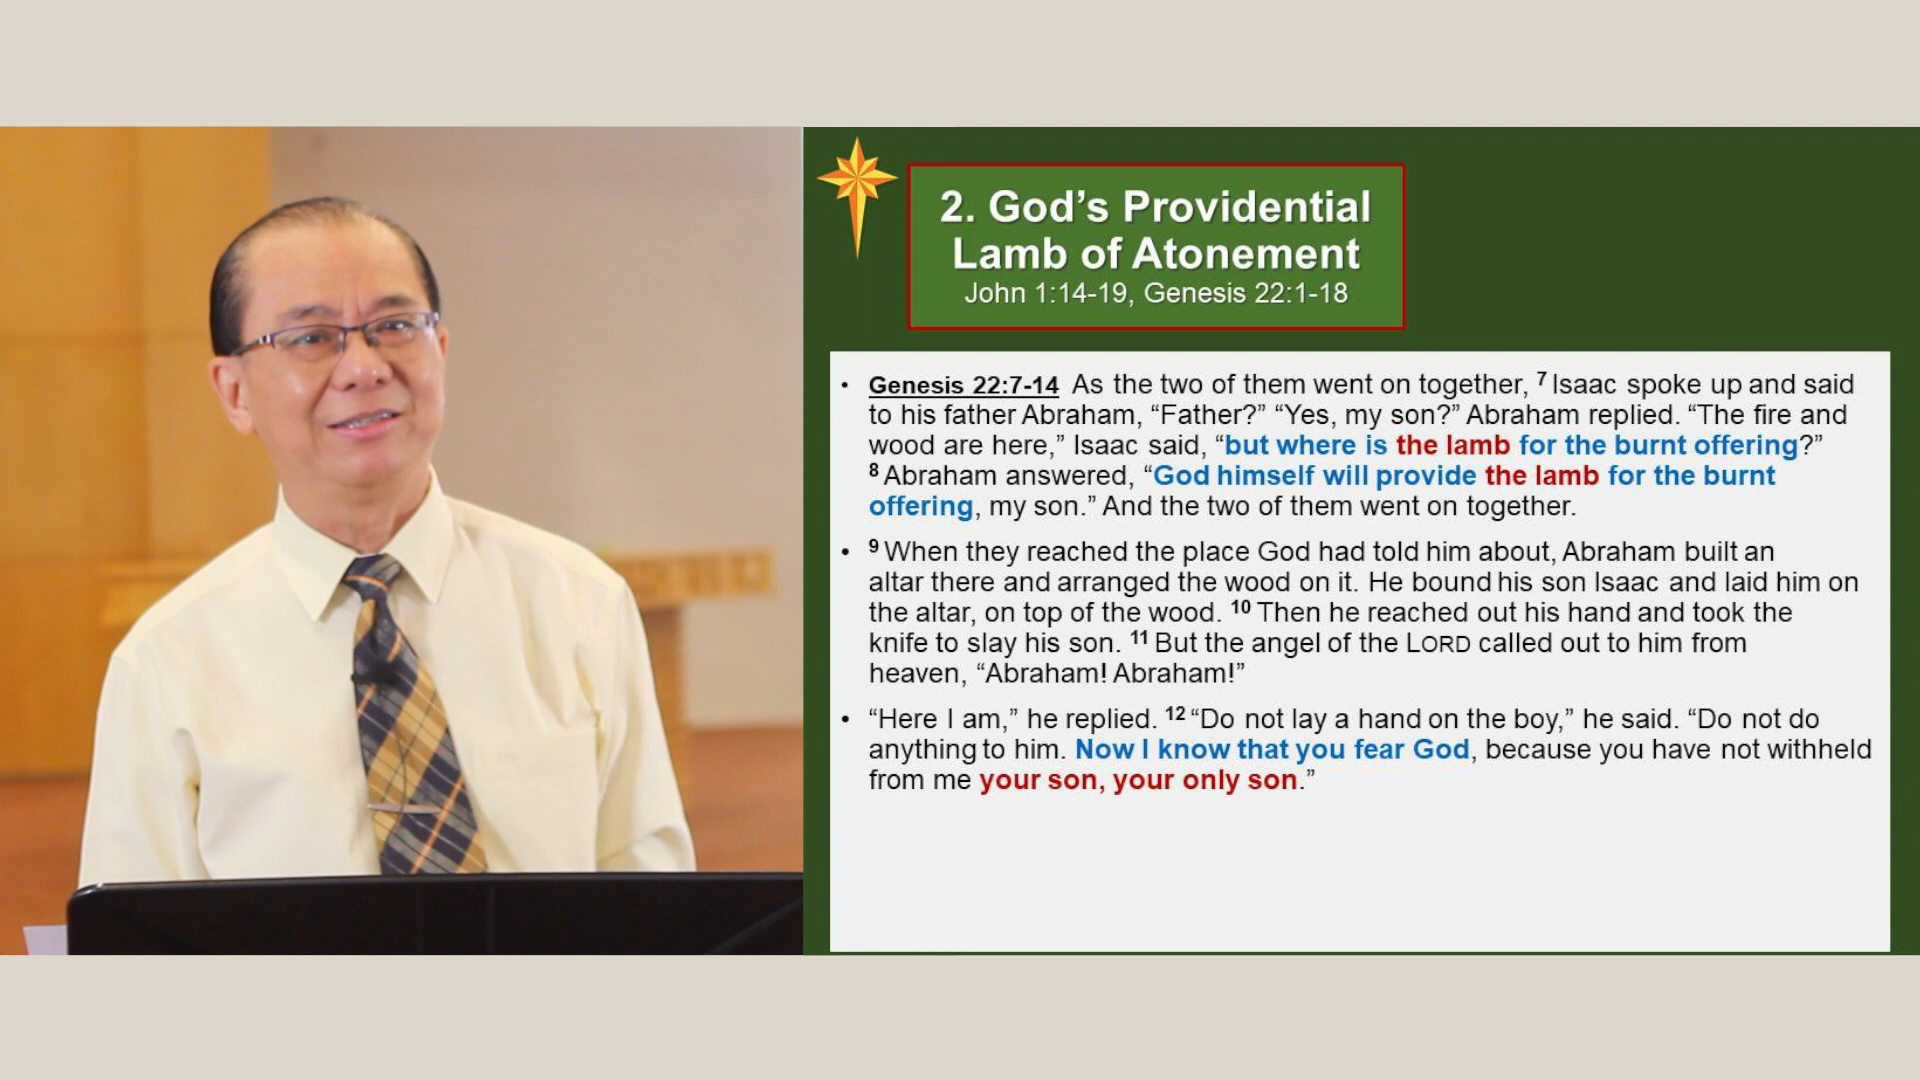 2. God’s Providential
Lamb of Atonement
John 1:14-19, Genesis 22:1-18
• Genesis 22:7-14 As the two of them went on together, 7 Isaac spoke up and said
to his father Abraham, “Father?” “Yes, my son?” Abraham replied. “The fire and
wood are here,” Isaac said, “but where is the lamb for the burnt offering?”
8 Abraham answered, “God himself will provide the lamb for the burnt
offering, my son.” And the two of them went on together.
• 9 When they reached the place God had told him about, Abraham built an
altar there and arranged the wood on it. He bound his son Isaac and laid him on
the altar, on top of the wood. 10 Then he reached out his hand and took the
knife to slay his son. 11 But the angel of the LORD called out to him from
heaven, “Abraham! Abraham!”
• “Here I am,” he replied. 12 “Do not lay a hand on the boy,” he said. “Do not do
anything to him. Now I know that you fear God, because you have not withheld
from me your son, your only son.”